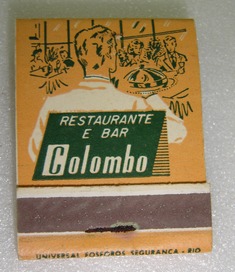 RESTAURANTE
E BAR
Colombo
UNIVERSAL FOSFOROS SEGURANÇA - RIO